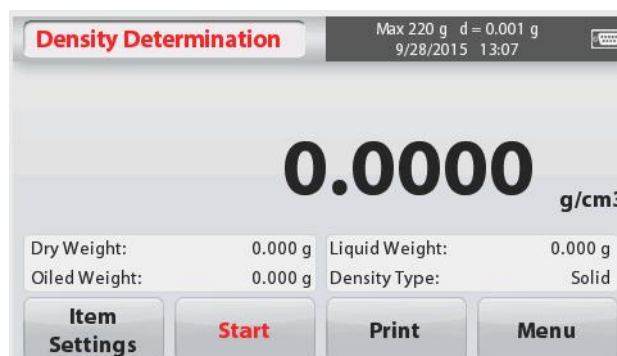 Density Determination
Max 220 g d = 0.001 g
9/28/2015 13:07
0.0000
g/cm3
Dry Weight: 0.000 g Liquid Weight: 0.000 g
Oiled Weight: 0.000 g Density Type: Solid
Item Settings Start Print Menu